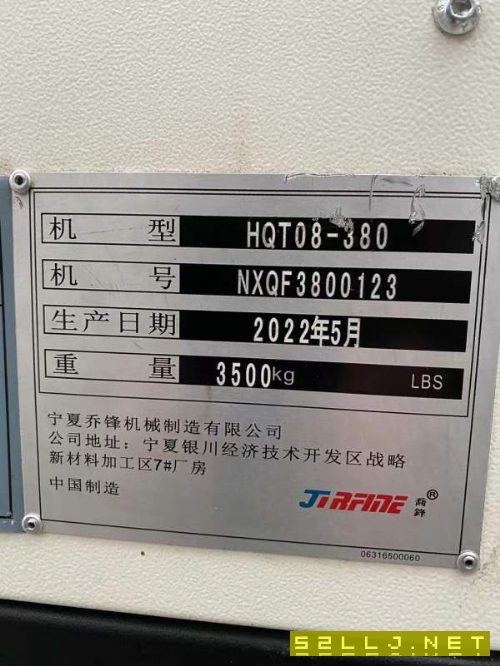 机型 HQT08-380
机号 NXQF3800123
生产日期 2022年5月
重量 3500kg LBS
宁夏乔锋机械制造有限公司
公司地址：宁夏银川经济技术开发区战略
新材料加工区7#厂房
中国制造
JIRFINE 乔锋 ®
06316500060
52LLJ.NET